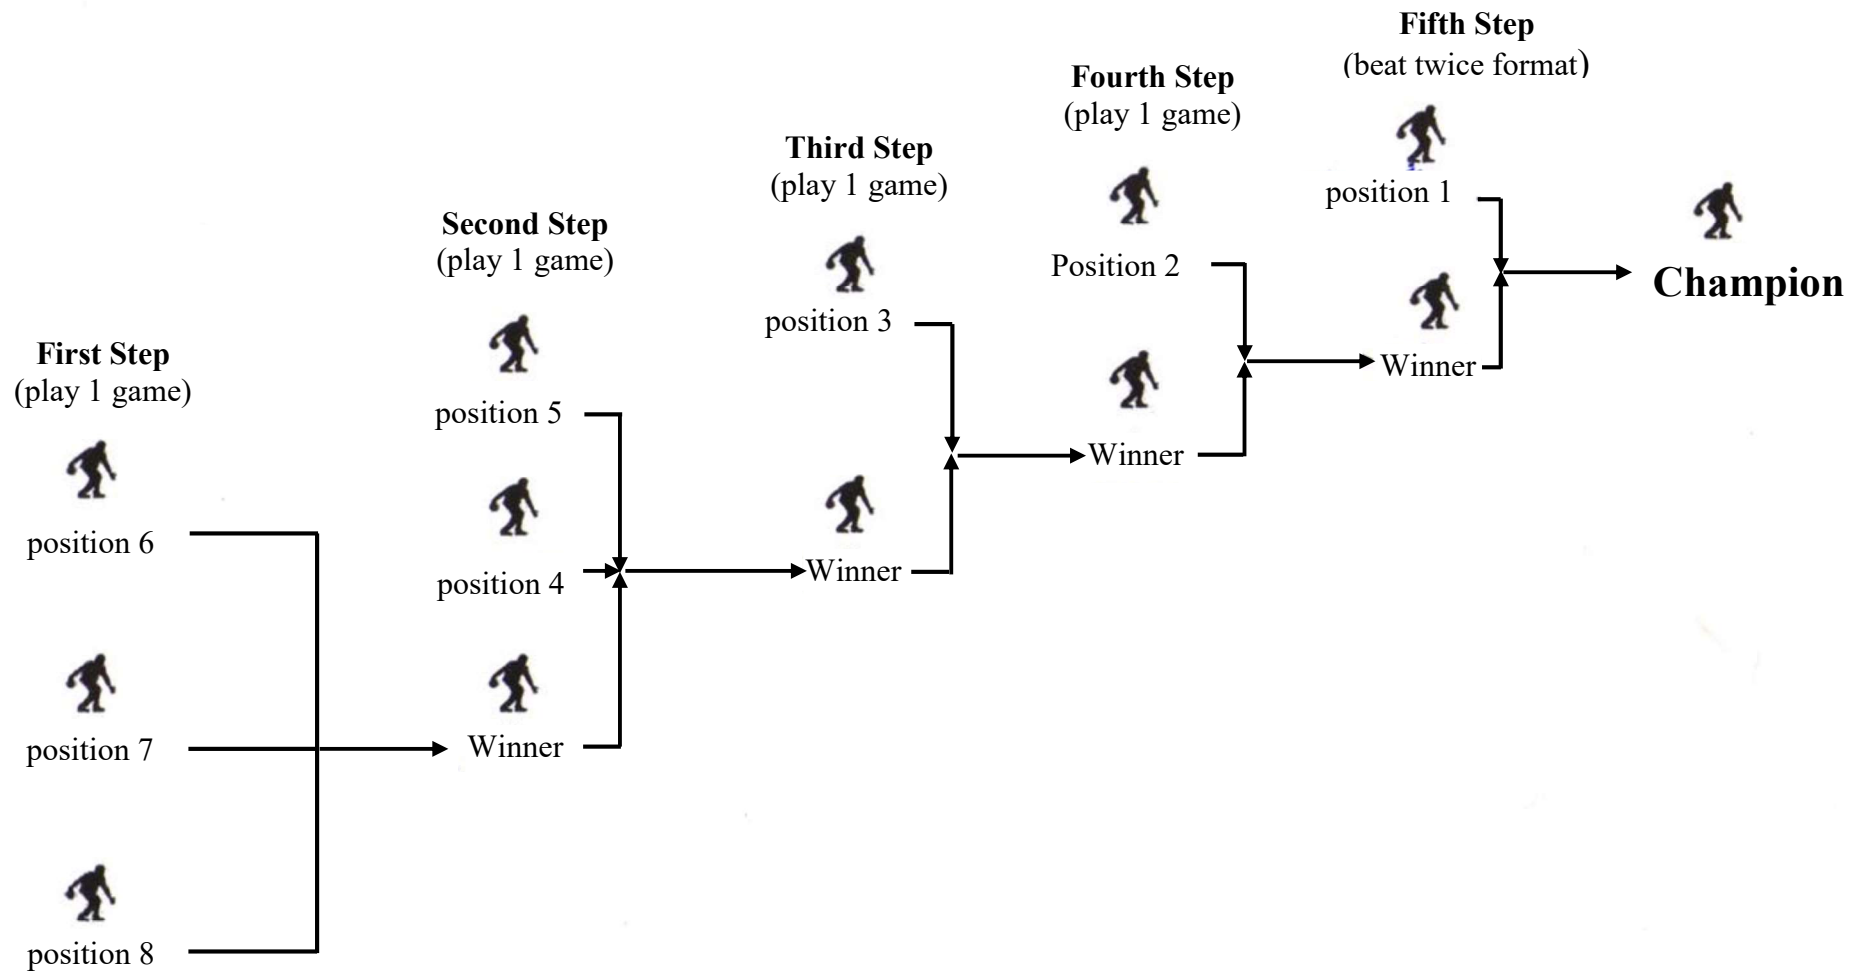 First Step
(play 1 game)
position 6
position 7
position 8
Second Step
(play 1 game)
position 5
position 4
Winner
Third Step
(play 1 game)
position 3
Winner
Fourth Step
(play 1 game)
Position 2
Winner
Fifth Step
(beat twice format)
position 1
Winner
Champion